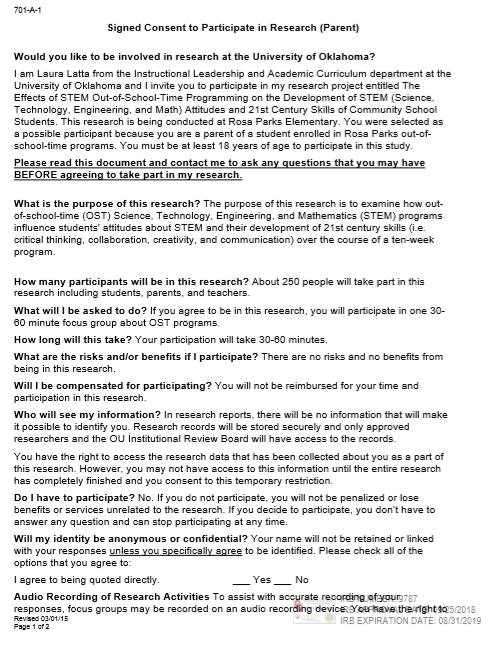 701-A-1
Signed Consent to Participate in Research (Parent)
Would you like to be involved in research at the University of Oklahoma?
I am Laura Latta from the Instructional Leadership and Academic Curriculum department at the
University of Oklahoma and I invite you to participate in my research project entitled The
Effects of STEM Out-of-School-Time Programming on the Development of STEM (Science,
Technology, Engineering, and Math) Attitudes and 21st Century Skills of Community School
Students. This research is being conducted at Rosa Parks Elementary. You were selected as
a possible participant because you are a parent of a student enrolled in Rosa Parks out-of-
school-time programs. You must be at least 18 years of age to participate in this study.
Please read this document and contact me to ask any questions that you may have
BEFORE agreeing to take part in my research.
What is the purpose of this research? The purpose of this research is to examine how out-
of-school-time (OST) Science, Technology, Engineering, and Mathematics (STEM) programs
influence students' attitudes about STEM and their development of 21st century skills (i.e.
critical thinking, collaboration, creativity, and communication) over the course of a ten-week
program.
How many participants will be in this research? About 250 people will take part in this
research including students, parents, and teachers.
What will I be asked to do? If you agree to be in this research, you will participate in one 30-
60 minute focus group about OST programs.
How long will this take? Your participation will take 30-60 minutes.
What are the risks and/or benefits if I participate? There are no risks and no benefits from
being in this research.
Will I be compensated for participating? You will not be reimbursed for your time and
participation in this research.
Who will see my information? In research reports, there will be no information that will make
it possible to identify you. Research records will be stored securely and only approved
researchers and the OU Institutional Review Board will have access to the records.
You have the right to access the research data that has been collected about you as a part of
this research. However, you may not have access to this information until the entire research
has completely finished and you consent to this temporary restriction.
Do I have to participate? No. If you do not participate, you will not be penalized or lose
benefits or services unrelated to the research. If you decide to participate, you don't have to
answer any question and can stop participating at any time.
Will my identity be anonymous or confidential? Your name will not be retained or linked
with your responses unless you specifically agree to be identified. Please check all of the
options that you agree to:
I agree to being quoted directly. ___ Yes ___ No
Audio Recording of Research Activities To assist with accurate recording of your
responses, focus groups may be recorded on an audio recording device. You have the right to
Revised 03/01/15
Page 1 of 2
IRB NUMBER: 9787
IRB APPROVAL DATE: 09/25/2018
IRB EXPIRATION DATE: 08/31/2019